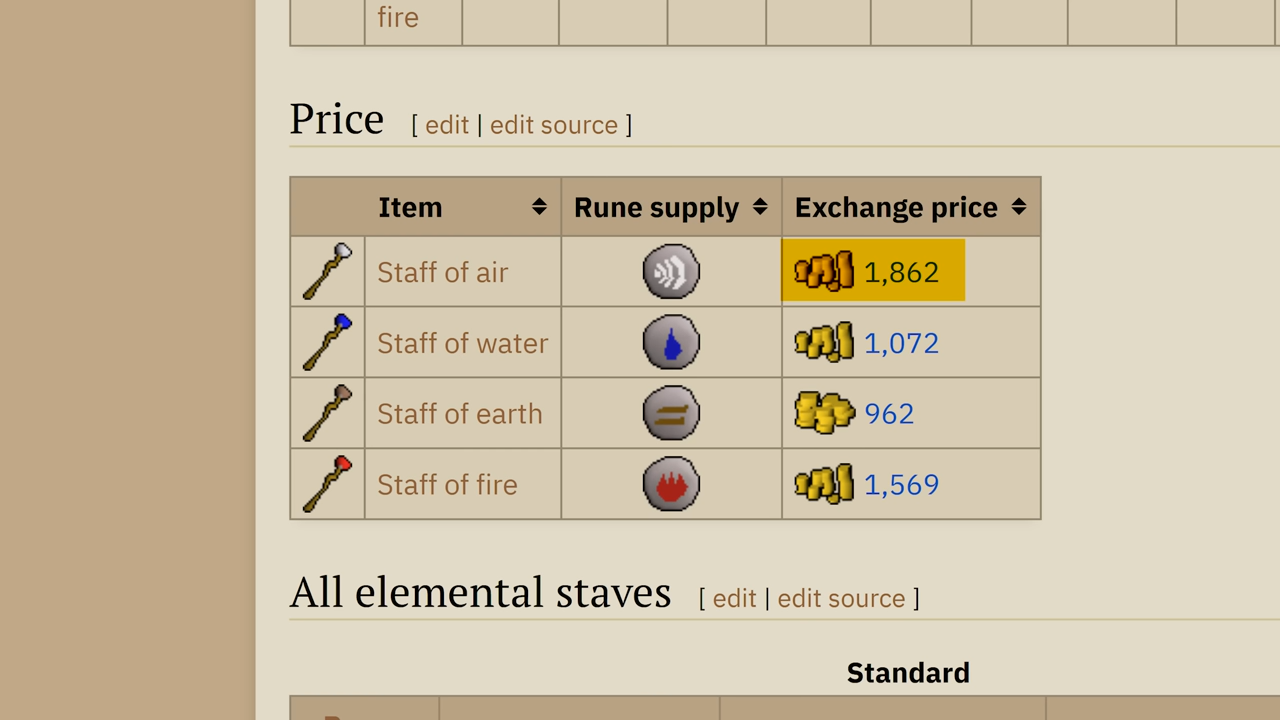 fire
Price [ edit | edit source ]
Item Rune supply Exchange price
Staff of air 1,862
Staff of water 1,072
Staff of earth 962
Staff of fire 1,569
All elemental staves [ edit | edit source ]
Standard